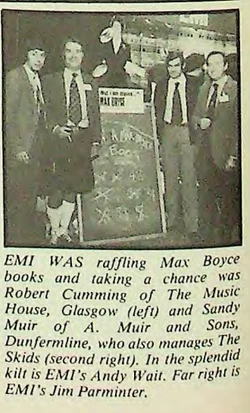 MAX BOYCE
EMI WAS raffling Max Boyce
books and taking a chance was
Robert Cumming of The Music
House, Glasgow (left) and Sandy
Muir of A. Muir and Sons,
Dunfermline, who also manages The
Skids (second right). In the splendid
kilt is EMI's Andy Wait. Far right is
EMI's Jim Parminter.